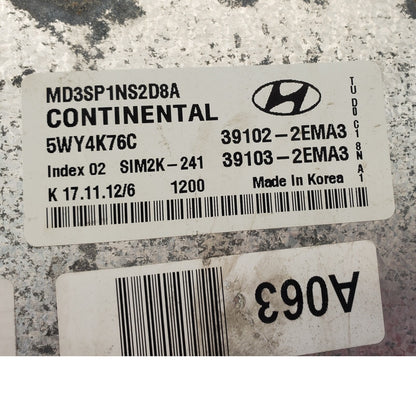 MD3SP1NS2D8A
CONTINENTAL
5WY4K76C 39102-2EMA3
Index 02 SIM2K-241 39103-2EMA3
K 17.11.12/6 1200 Made in Korea
TU D0 C1 8N A1
A063